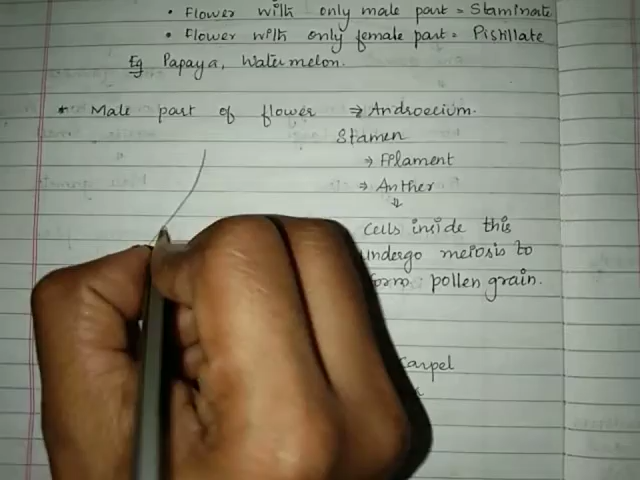 • Flower with only male part = Staminate
• Flower with only female part = Pistillate
Eg Papaya, Watermelon.
* Male part of flower → Androecium.
Stamen
→ Filament
→ Anther
⇓
Cells inside this
undergo meiosis to
form pollen grain.
Carpel